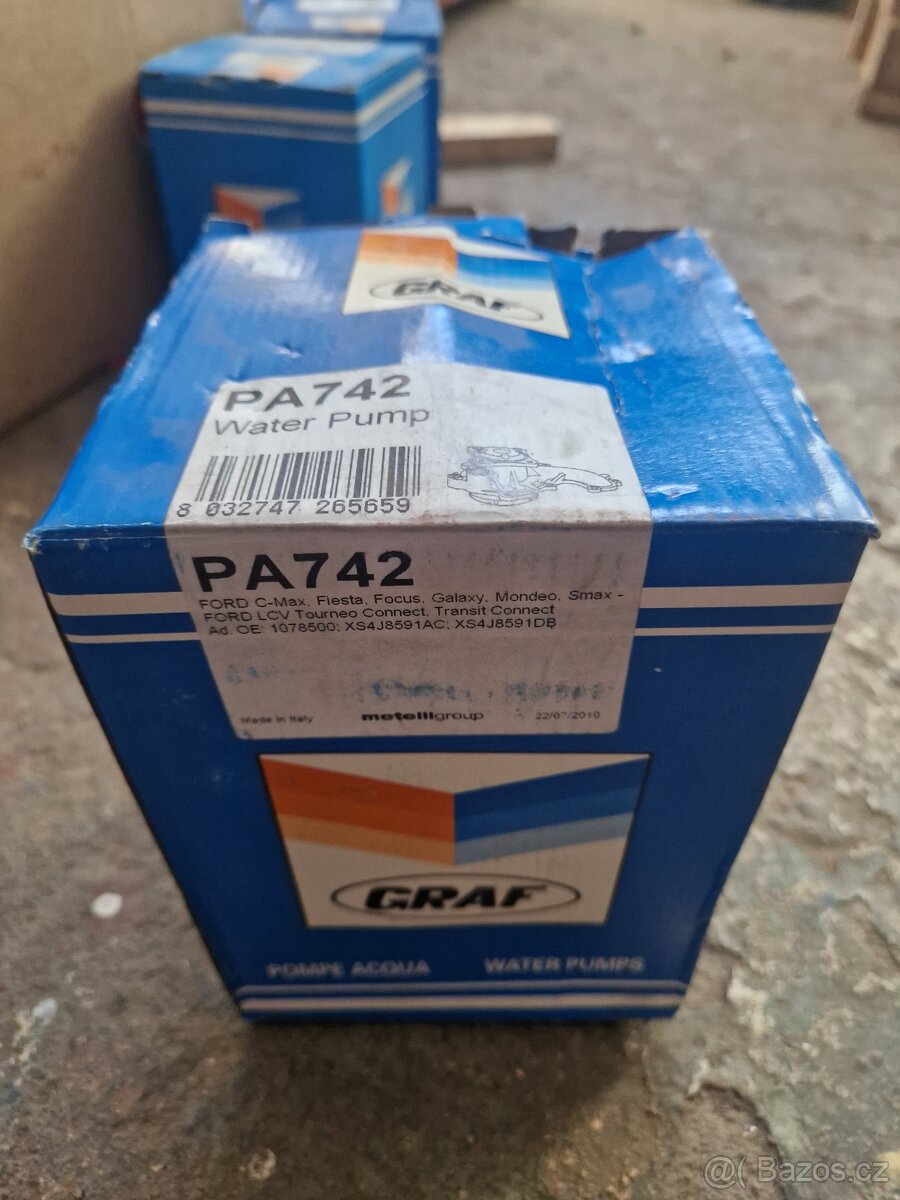 GRAF
PA742
Water Pump
8 032747 265659
PA742
FORD C-Max, Fiesta, Focus, Galaxy, Mondeo, Smax -
FORD LCV Tourneo Connect, Transit Connect
Ad. OE: 1078500; XS4J8591AC; XS4J8591DB
Made in Italy metelligroup 22/07/2010
GRAF
POMPE ACQUA WATER PUMPS
@( Bazos.cz